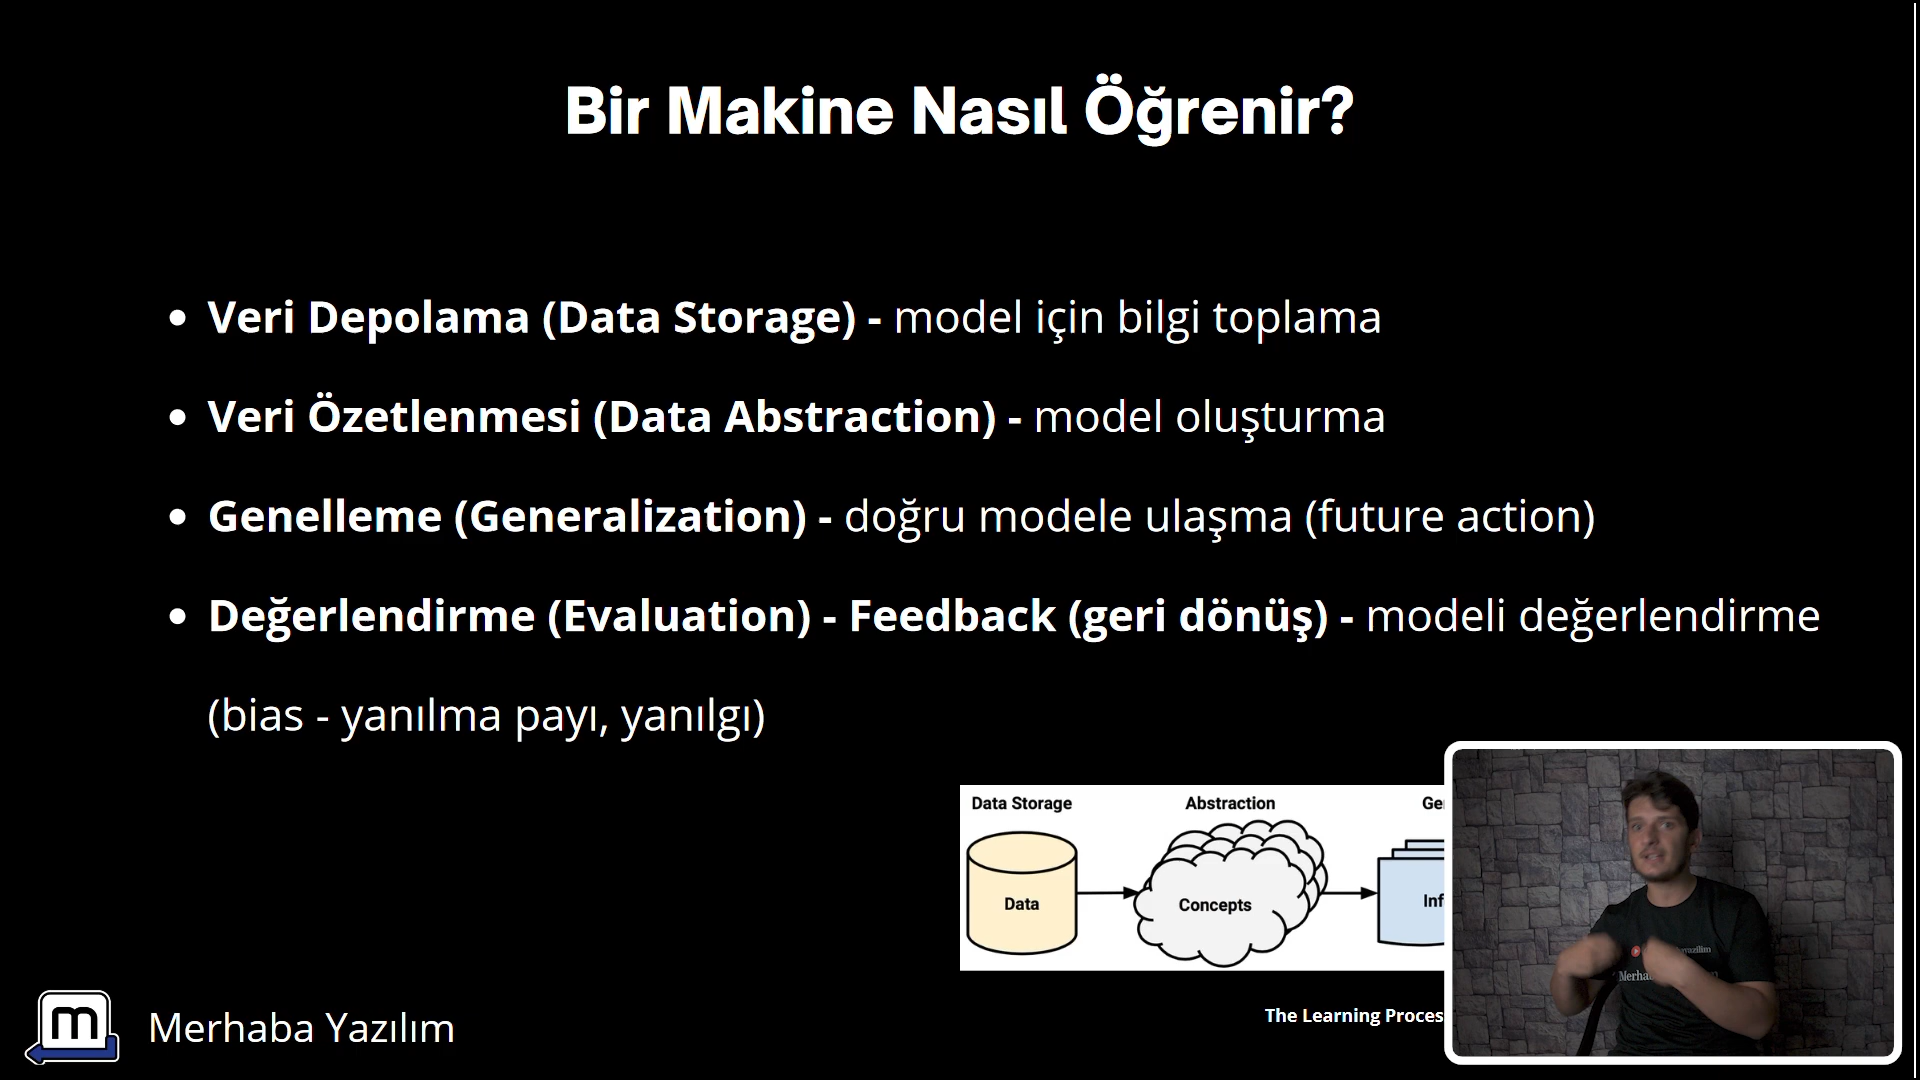 Bir Makine Nasıl Öğrenir?
• Veri Depolama (Data Storage) - model için bilgi toplama
• Veri Özetlenmesi (Data Abstraction) - model oluşturma
• Genelleme (Generalization) - doğru modele ulaşma (future action)
• Değerlendirme (Evaluation) - Feedback (geri dönüş) - modeli değerlendirme
(bias - yanılma payı, yanılgı)
Data Storage
Abstraction
Data
Concepts
The Learning Proces
m
Merhaba Yazılım